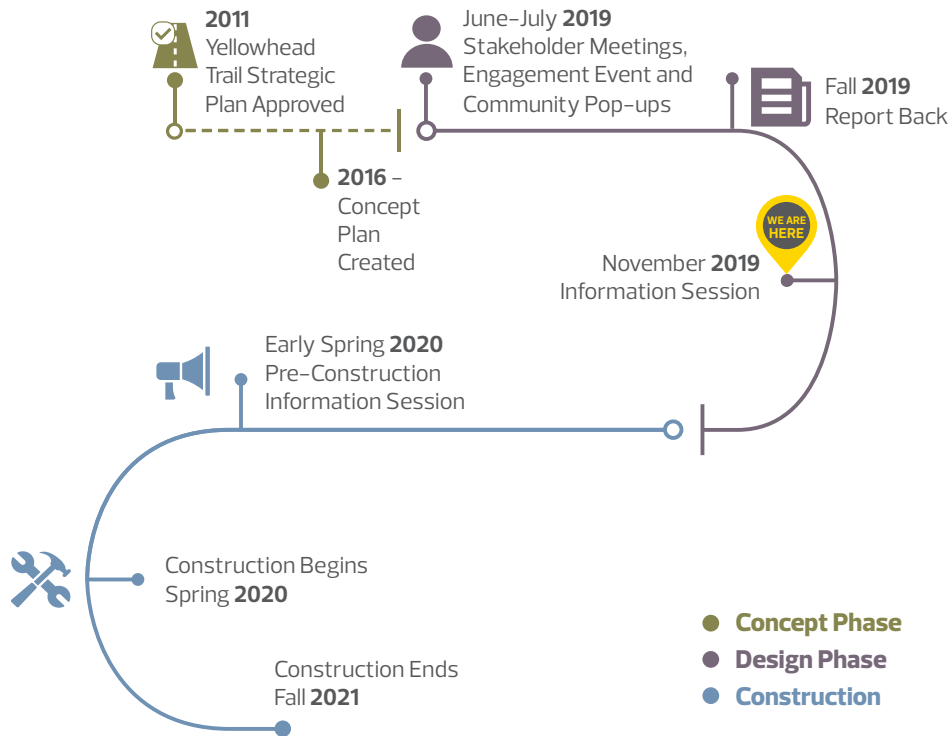 2011
Yellowhead
Trail Strategic
Plan Approved
June-July 2019
Stakeholder Meetings,
Engagement Event and
Community Pop-ups
Fall 2019
Report Back
2016 -
Concept
Plan
Created
WE ARE
HERE
November 2019
Information Session
Early Spring 2020
Pre-Construction
Information Session
Construction Begins
Spring 2020
Construction Ends
Fall 2021
Concept Phase
Design Phase
Construction